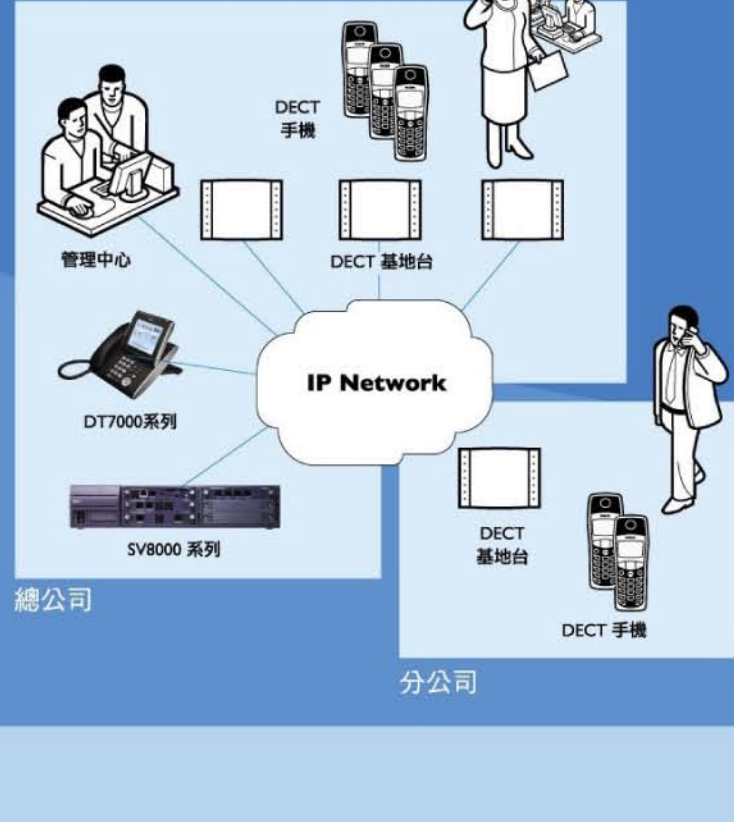 DECT
手機
管理中心
DECT 基地台
IP Network
DT7000系列
SV8000 系列
DECT
基地台
DECT 手機
總公司
分公司